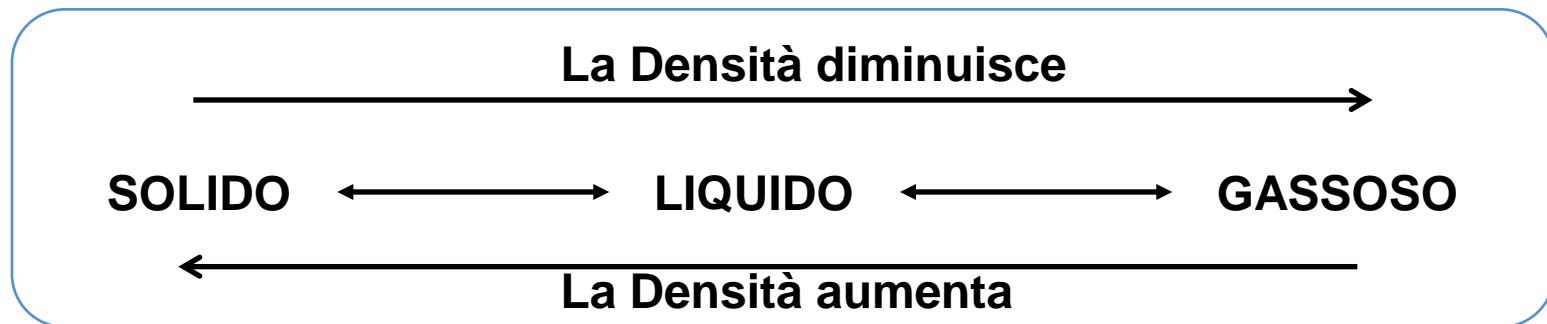 La Densità diminuisce
SOLIDO LIQUIDO GASSOSO
La Densità aumenta